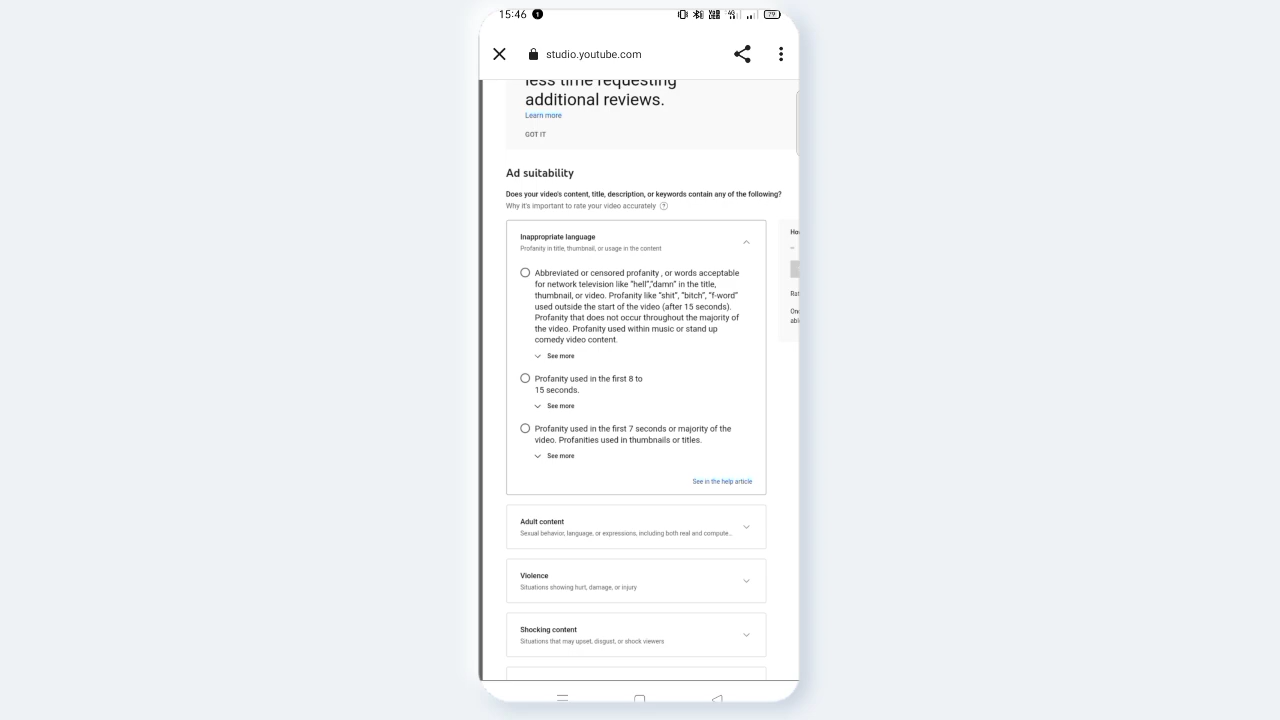 15:46 1 79
studio.youtube.com
less time requesting
additional reviews.
Learn more
GOT IT
Ad suitability
Does your video's content, title, description, or keywords contain any of the following?
Why it's important to rate your video accurately ?
Inappropriate language
Profanity in title, thumbnail, or usage in the content
Abbreviated or censored profanity , or words acceptable
for network television like "hell","damn" in the title,
thumbnail, or video. Profanity like "shit", "bitch", "f-word"
used outside the start of the video (after 15 seconds).
Profanity that does not occur throughout the majority of
the video. Profanity used within music or stand up
comedy video content.
See more
Profanity used in the first 8 to
15 seconds.
See more
Profanity used in the first 7 seconds or majority of the
video. Profanities used in thumbnails or titles.
See more
See in the help article
Adult content
Sexual behavior, language, or expressions, including both real and compute...
Violence
Situations showing hurt, damage, or injury
Shocking content
Situations that may upset, disgust, or shock viewers